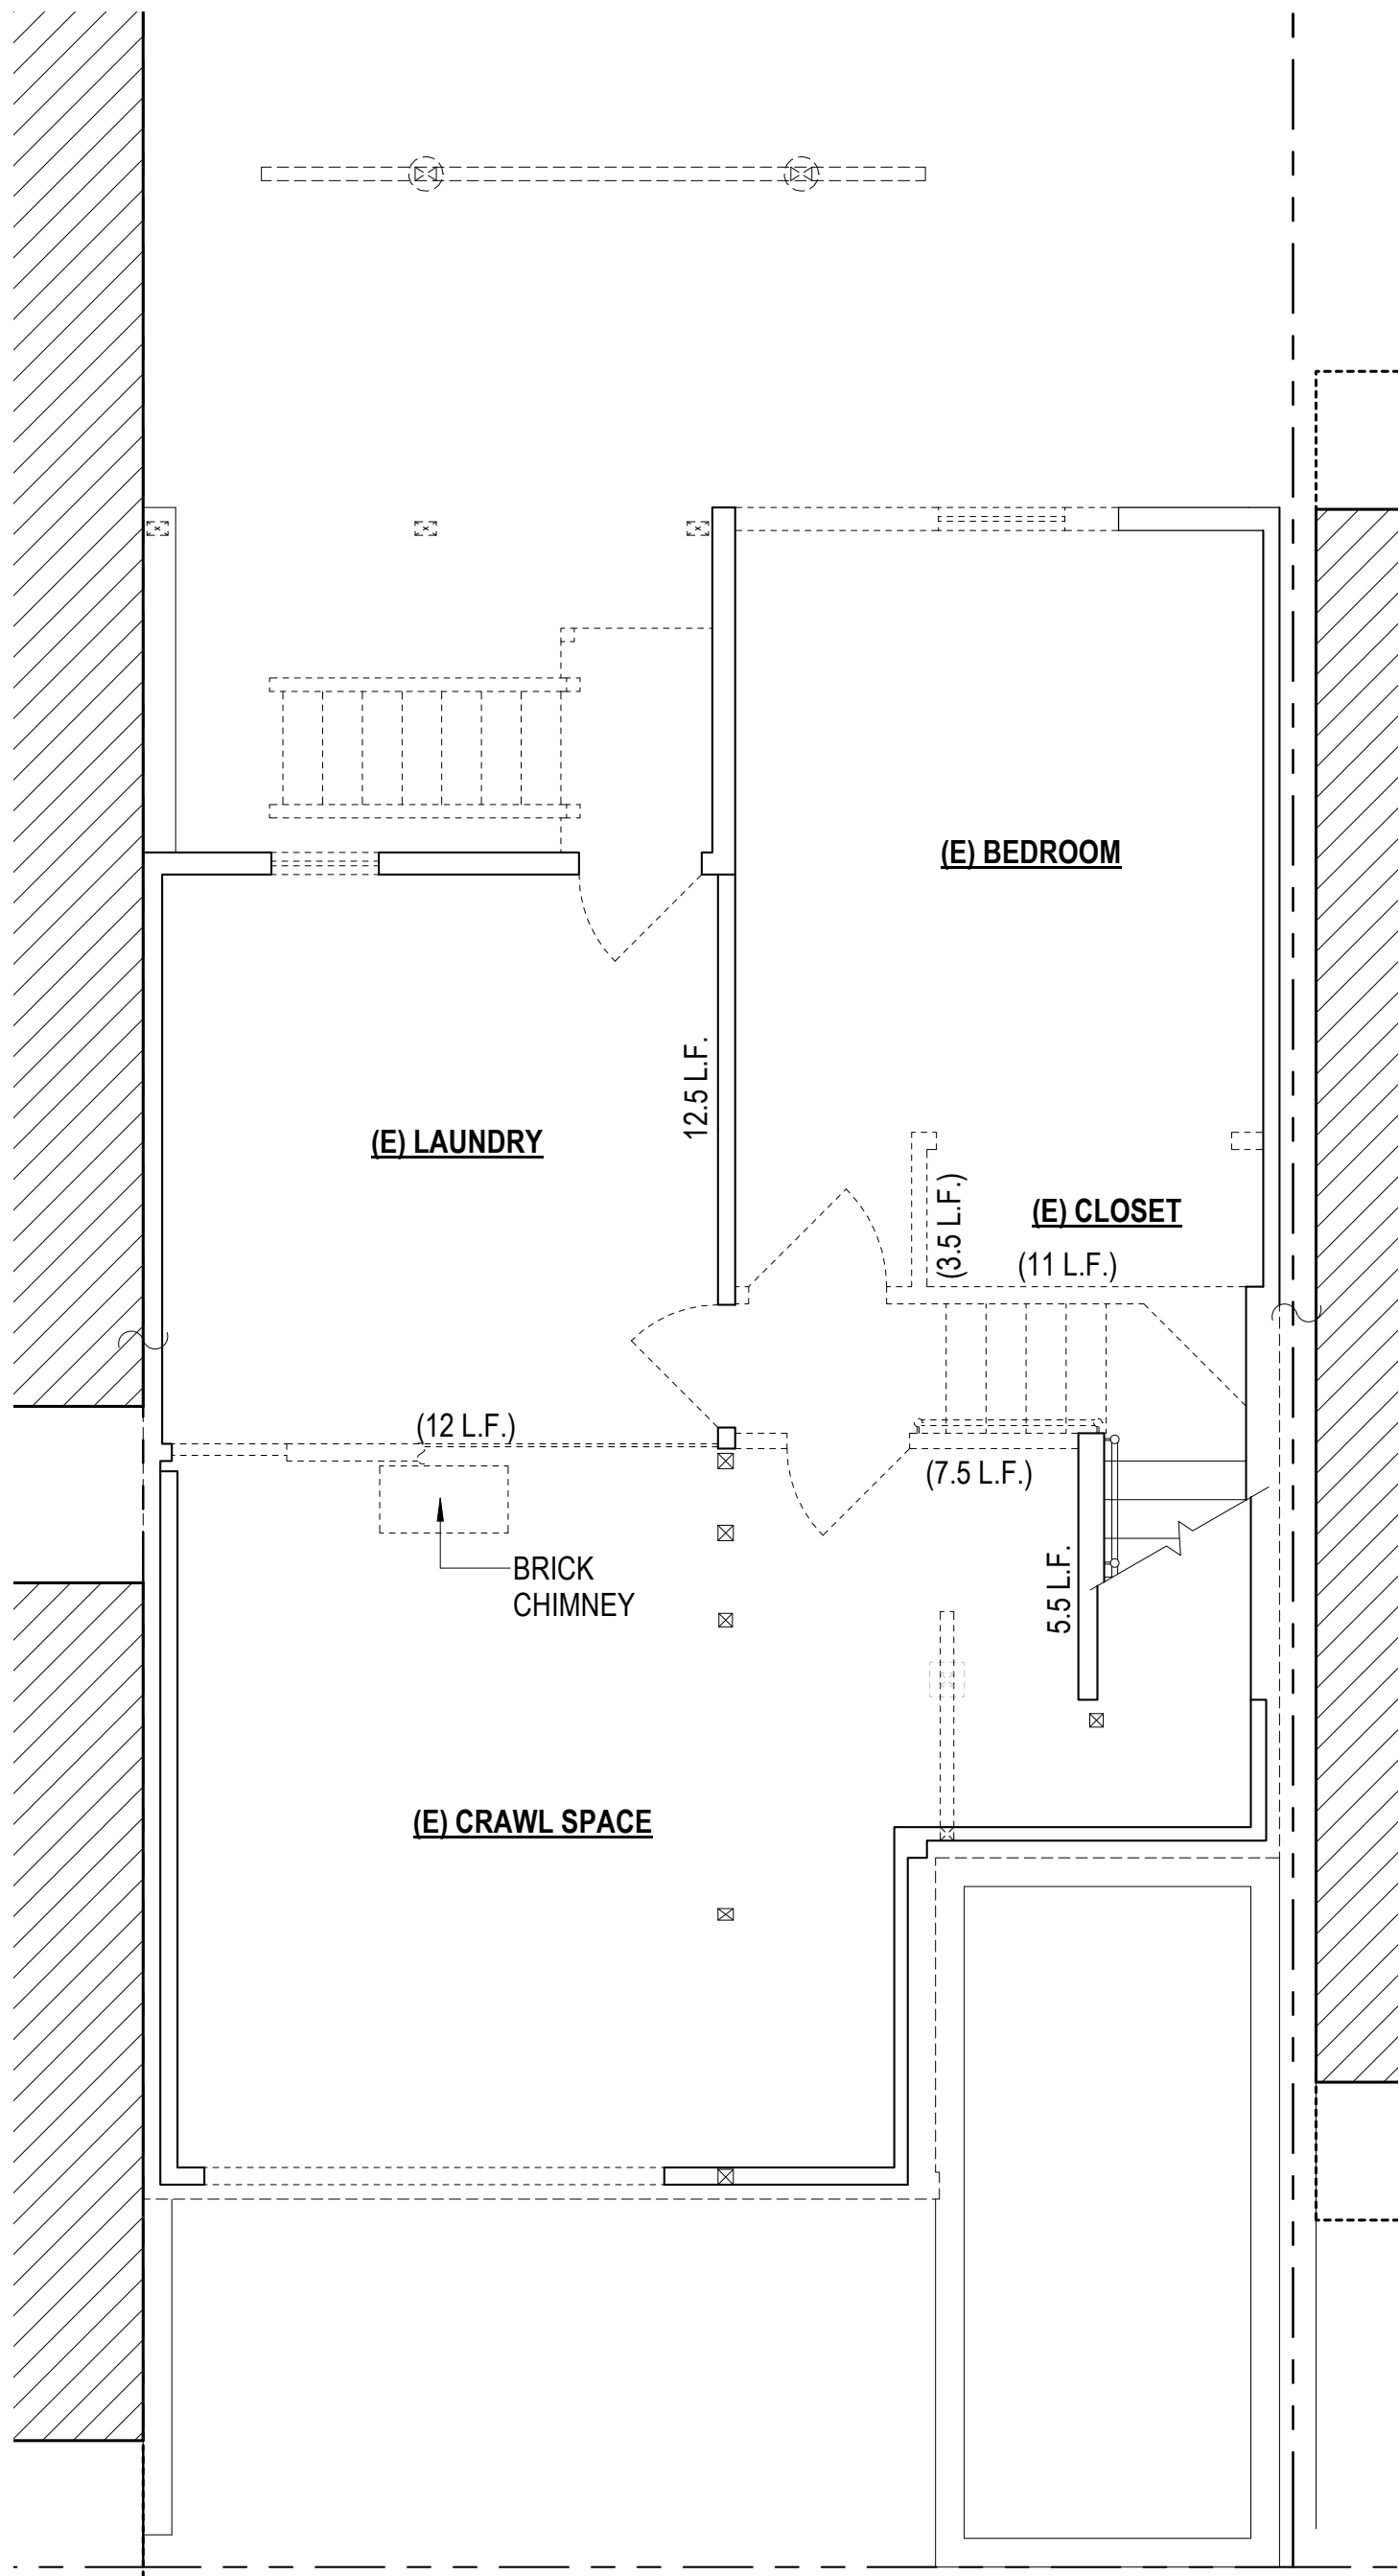 (E) BEDROOM
12.5 L.F.
(E) LAUNDRY
(3.5 L.F.)
(E) CLOSET
(11 L.F.)
(12 L.F.)
(7.5 L.F.)
BRICK
CHIMNEY
5.5 L.F.
(E) CRAWL SPACE